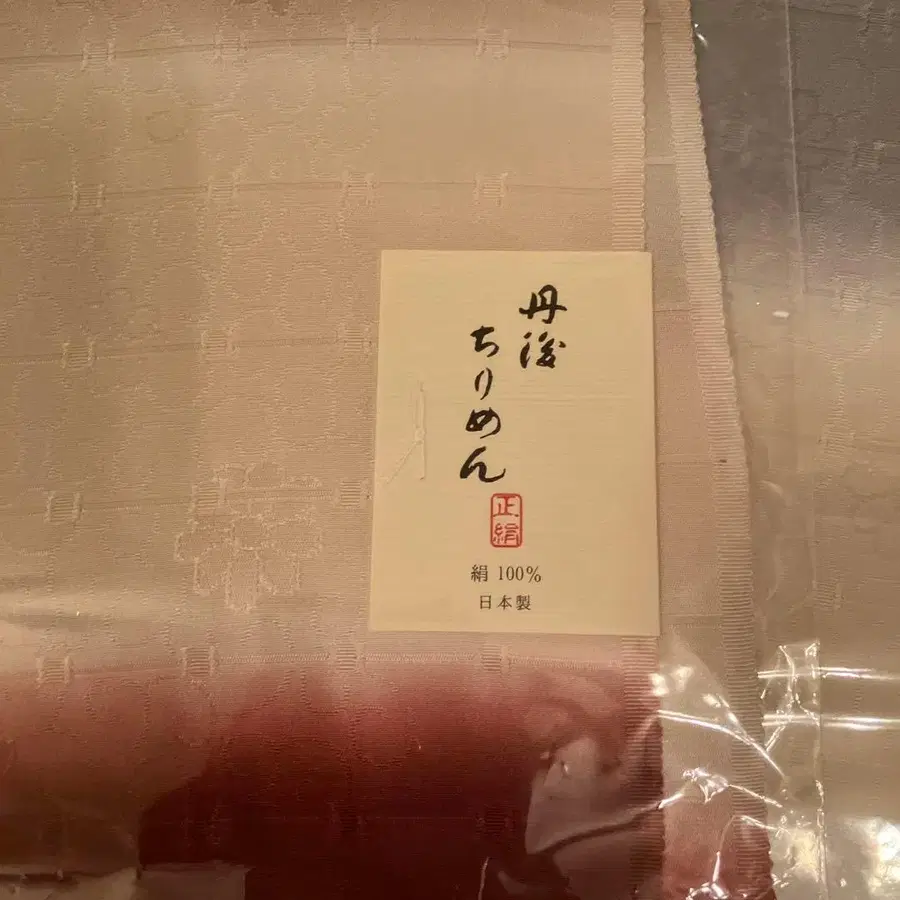 丹後
ちりめん
正絹
絹 100%
日本製